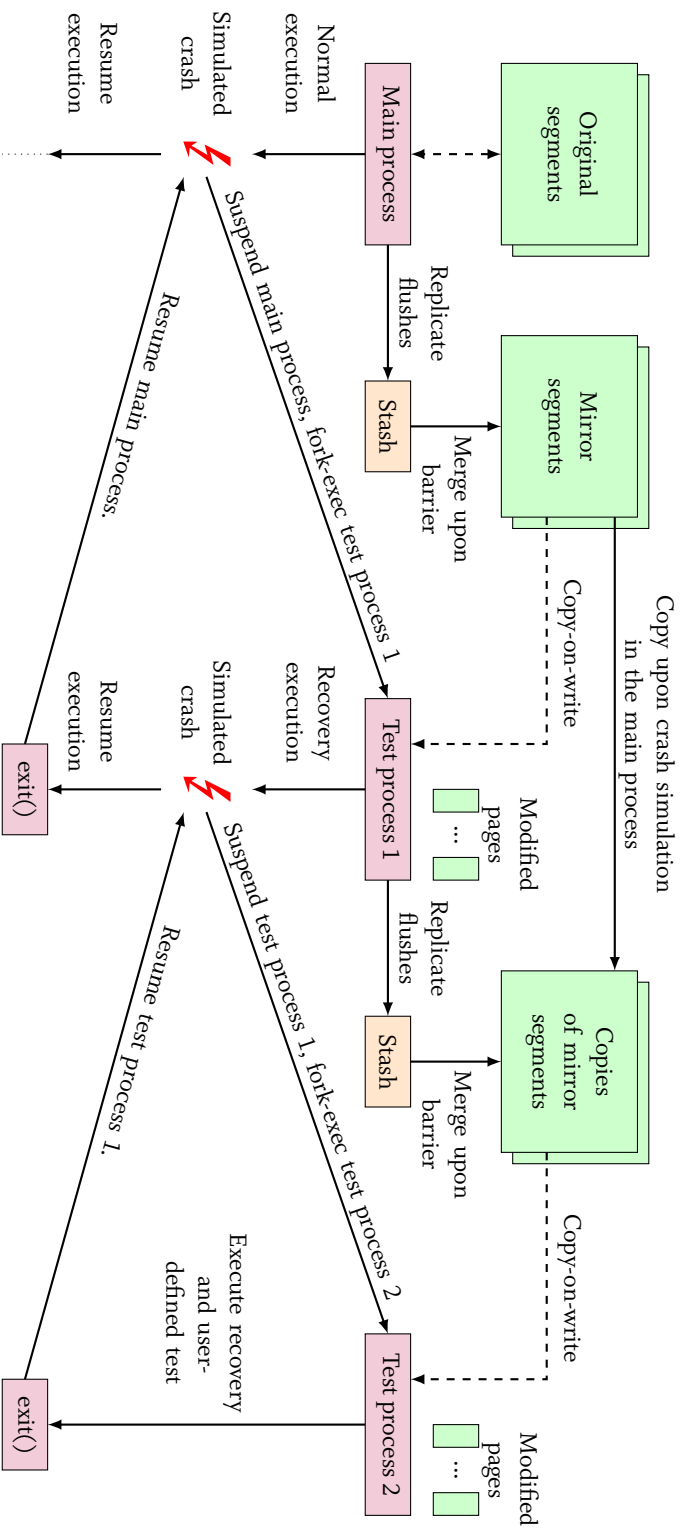 Original
segments
Mirror
segments
Copy upon crash simulation
in the main process
Copies
of mirror
segments
Copy-on-write
Copy-on-write
Replicate
flushes
Merge upon
barrier
Modified
pages
...
Replicate
flushes
Merge upon
barrier
Modified
pages
...
Main process
Stash
Test process 1
Stash
Test process 2
Normal
execution
Suspend main process, fork-exec test process 1
Recovery
execution
Suspend test process 1, fork-exec test process 2
Execute recovery
and user-
defined test
Simulated
crash
Simulated
crash
Resume
execution
Resume main process.
Resume
execution
Resume test process 1.
exit()
exit()